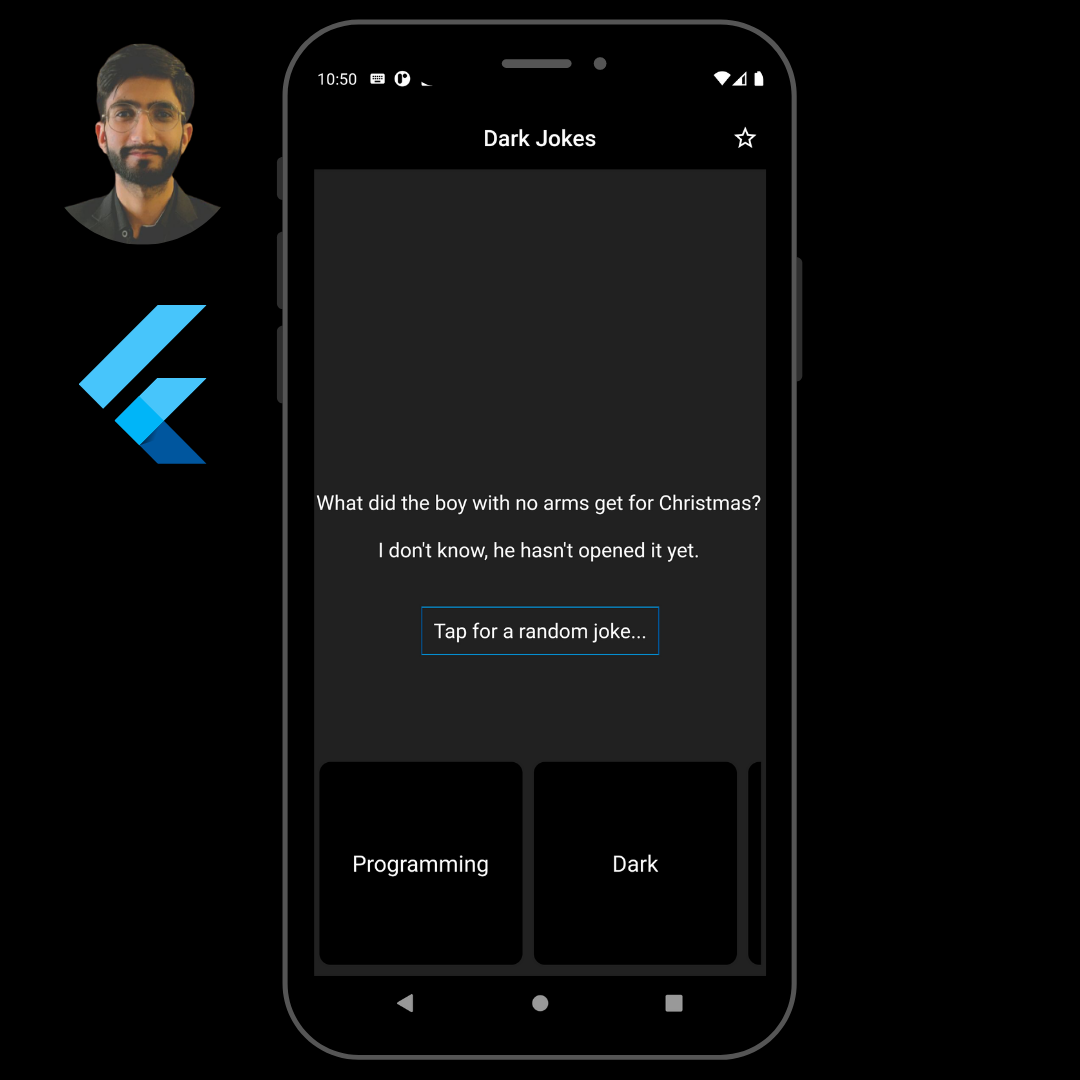 10:50
Dark Jokes
What did the boy with no arms get for Christmas?
I don't know, he hasn't opened it yet.
Tap for a random joke...
Programming
Dark